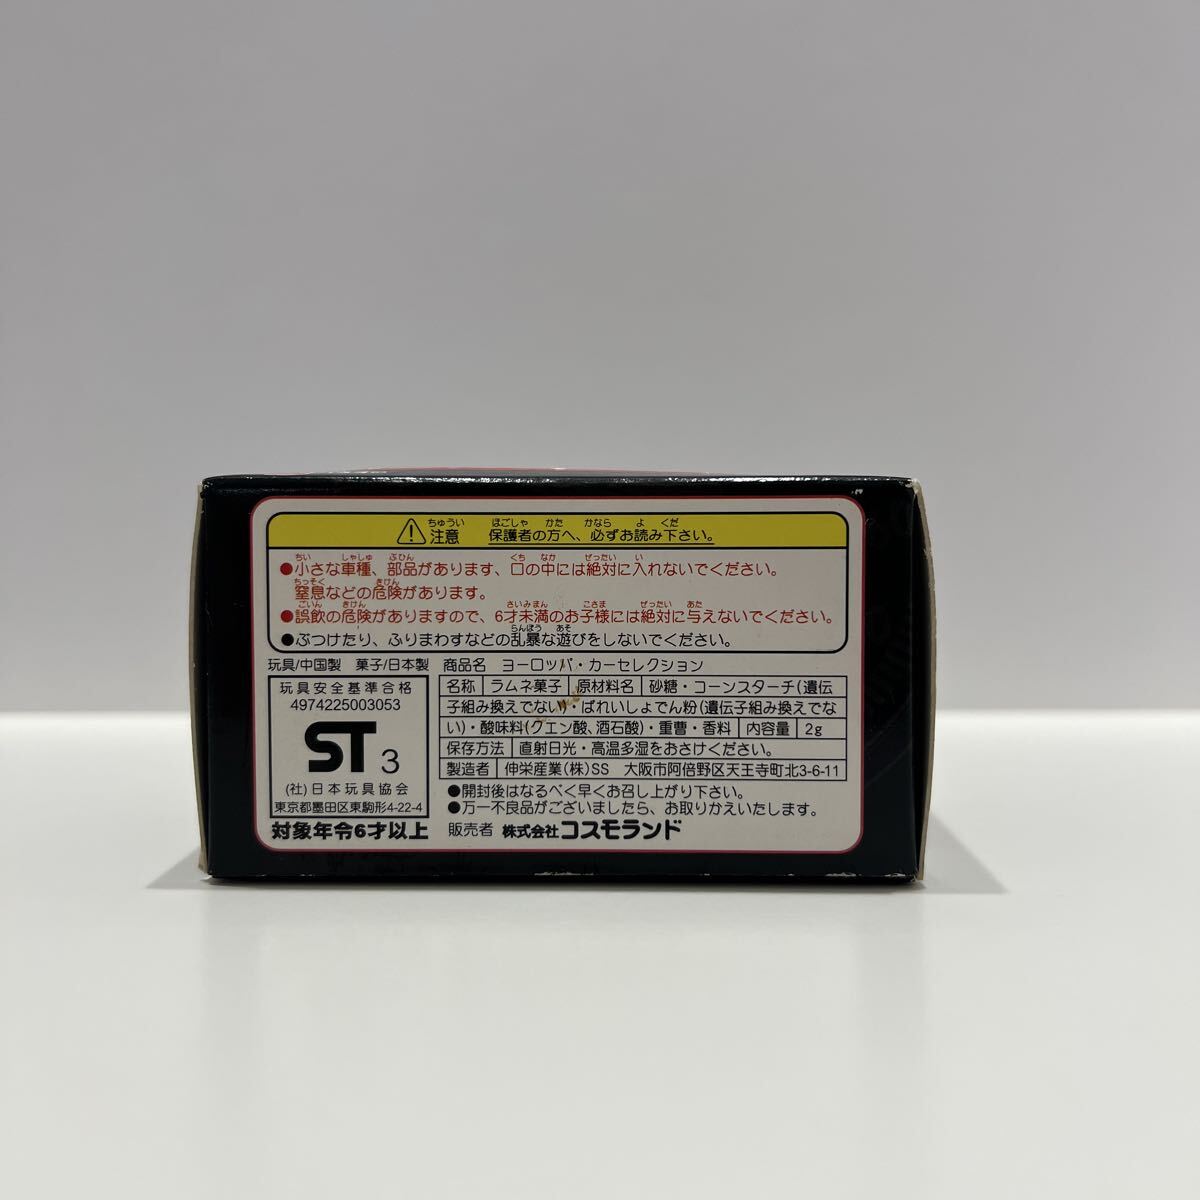 ⚠注意 保護者の方へ、必ずお読み下さい。
●小さな車種、部品があります、口の中には絶対に入れないでください。
窒息などの危険があります。
●誤飲の危険がありますので、6才未満のお子様には絶対に与えないでください。
●ぶつけたり、ふりまわすなどの乱暴な遊びをしないでください。
玩具/中国製 菓子/日本製 商品名 ヨーロッパ・カーセレクション
玩具安全基準合格
4974225003053
ST3
(社)日本玩具協会
東京都墨田区東駒形4-22-4
対象年令6才以上
名称 ラムネ菓子 原材料名 砂糖・コーンスターチ(遺伝
子組み換えでない)・ばれいしょでん粉(遺伝子組み換えでな
い)・酸味料(クエン酸、酒石酸)・重曹・香料 内容量 2g
保存方法 直射日光・高温多湿をおさけください。
製造者 伸栄産業(株)SS 大阪市阿倍野区天王寺町北3-6-11
●開封後はなるべく早くお召し上がり下さい。
●万一不良品がございましたら、お取りかえいたします。
販売者 株式会社コスモランド